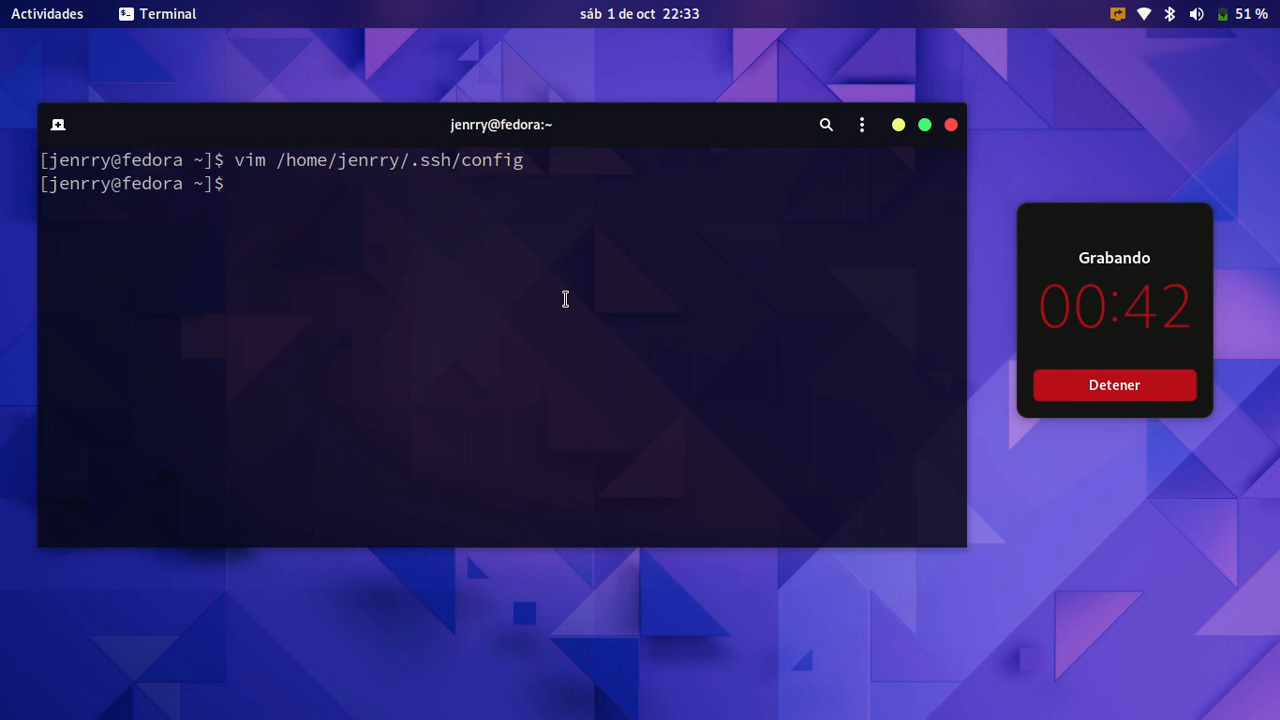 Actividades Terminal sáb 1 de oct 22:33 51 %
jenrry@fedora:~
[jenrry@fedora ~]$ vim /home/jenrry/.ssh/config
[jenrry@fedora ~]$
Grabando
00:42
Detener